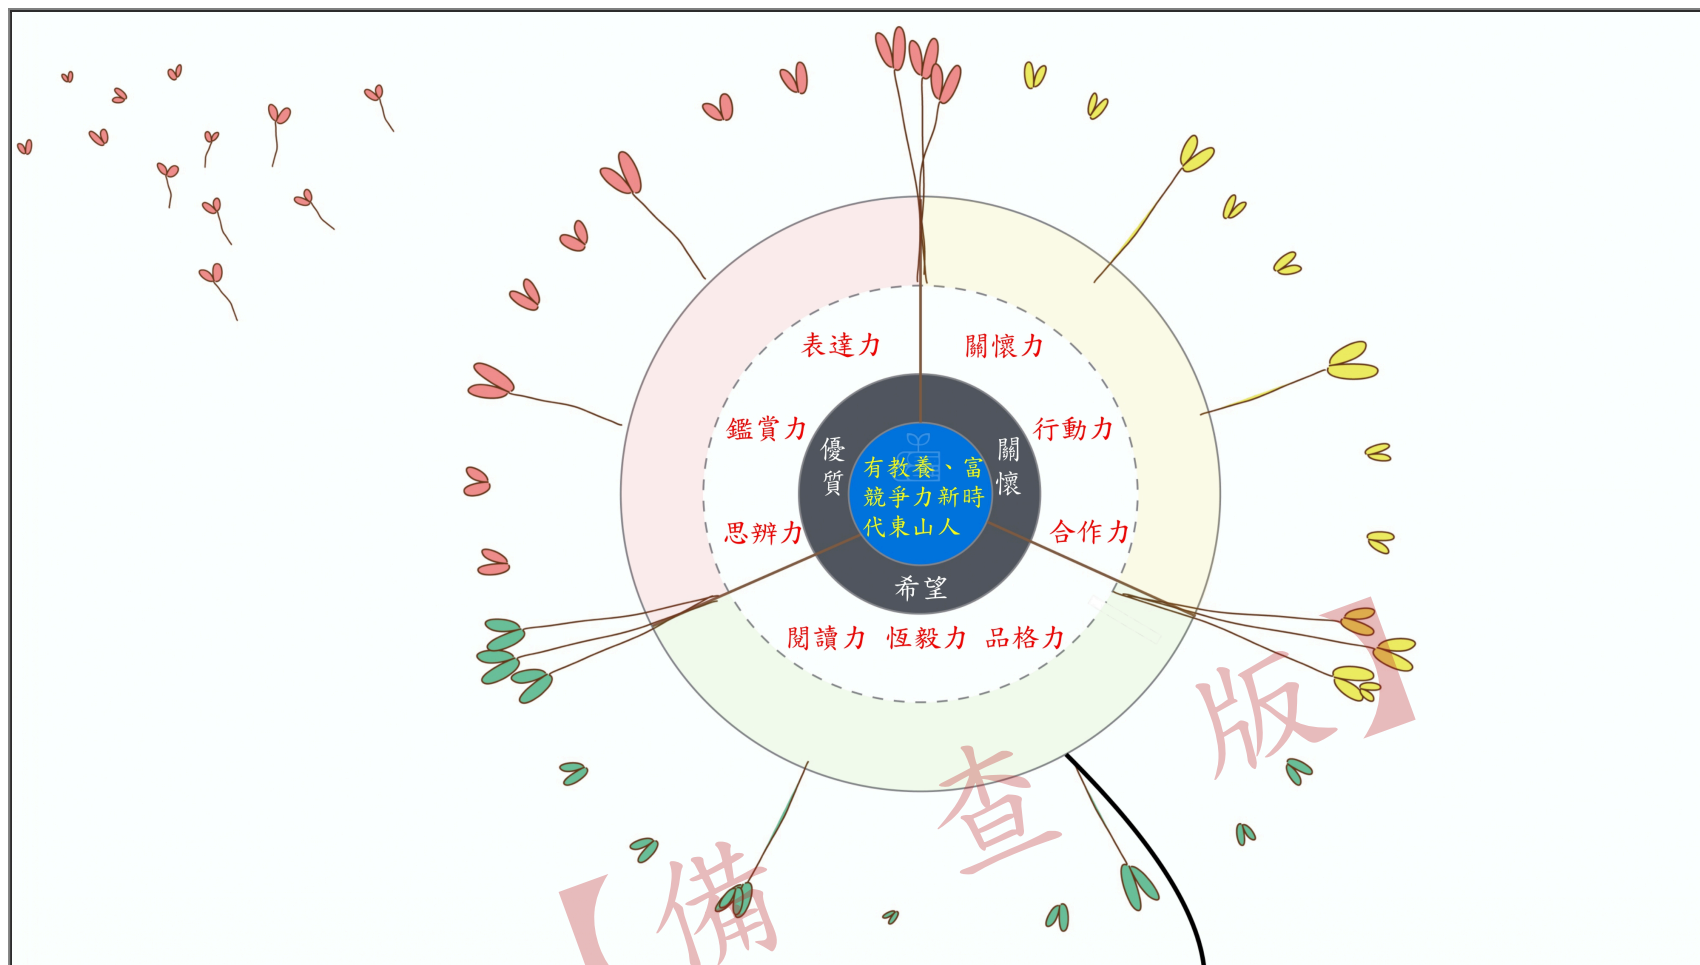 表達力
關懷力
鑑賞力
行動力
優質
關懷
有教養、富
競爭力新時
代東山人
思辨力
合作力
希望
閱讀力 恆毅力 品格力
【備查版】